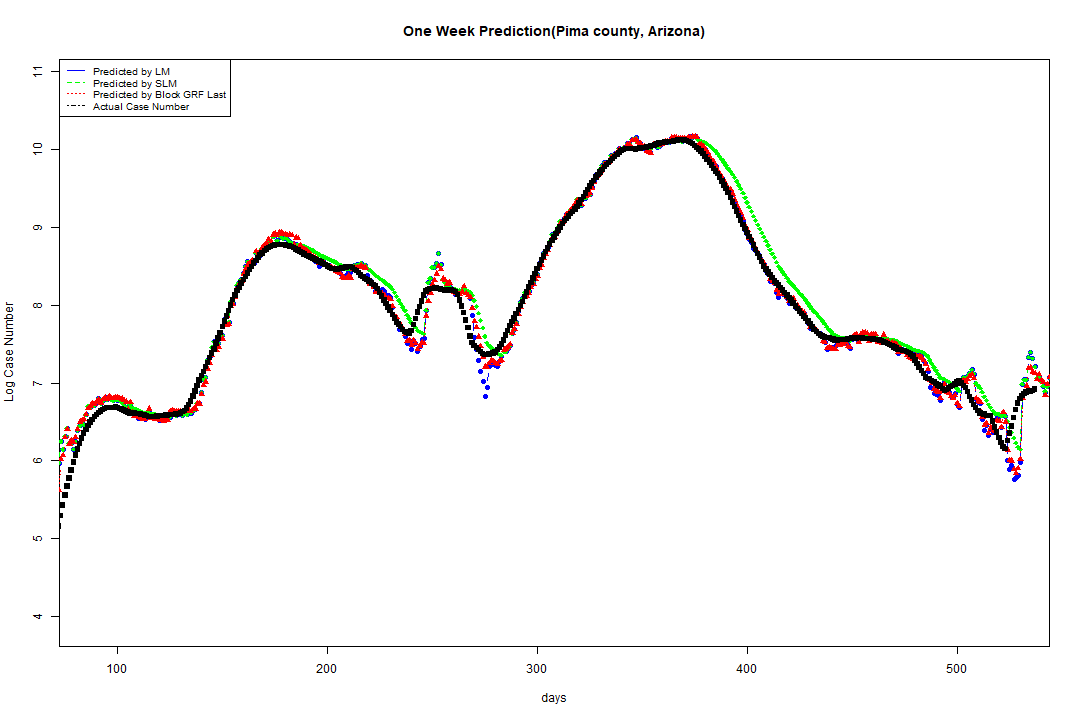 One Week Prediction(Pima county, Arizona)
Predicted by LM
Predicted by SLM
Predicted by Block GRF Last
Actual Case Number
11
10
9
8
7
6
5
4
Log Case Number
100 200 300 400 500
days